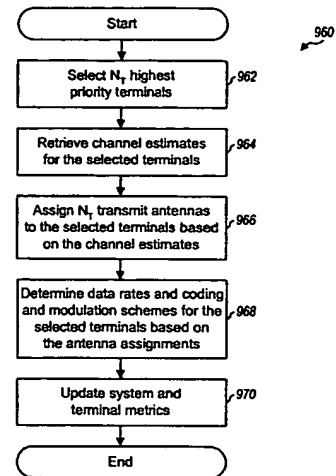 Start
960
Select N_T highest
priority terminals
962
Retrieve channel estimates
for the selected terminals
964
Assign N_T transmit antennas
to the selected terminals based
on the channel estimates
966
Determine data rates and coding
and modulation schemes for the
selected terminals based on
the antenna assignments
968
Update system and
terminal metrics
970
End